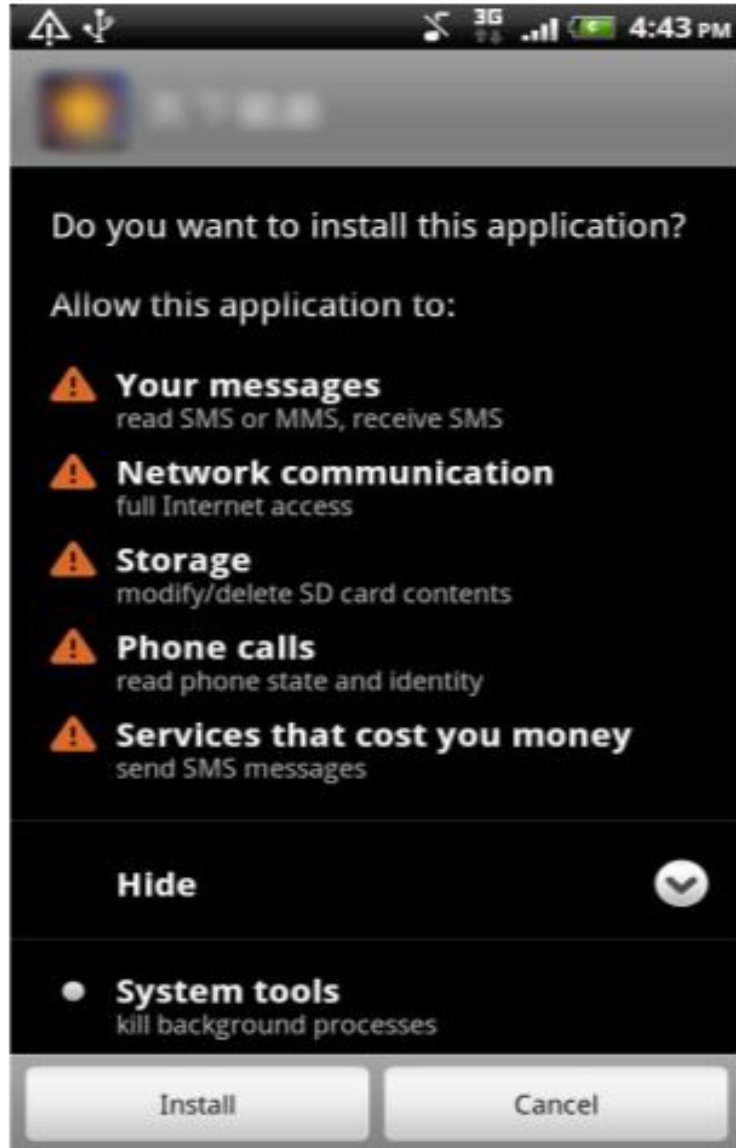 3G
4:43 PM
Do you want to install this application?
Allow this application to:
Your messages
read SMS or MMS, receive SMS
Network communication
full Internet access
Storage
modify/delete SD card contents
Phone calls
read phone state and identity
Services that cost you money
send SMS messages
Hide
System tools
kill background processes
Install
Cancel